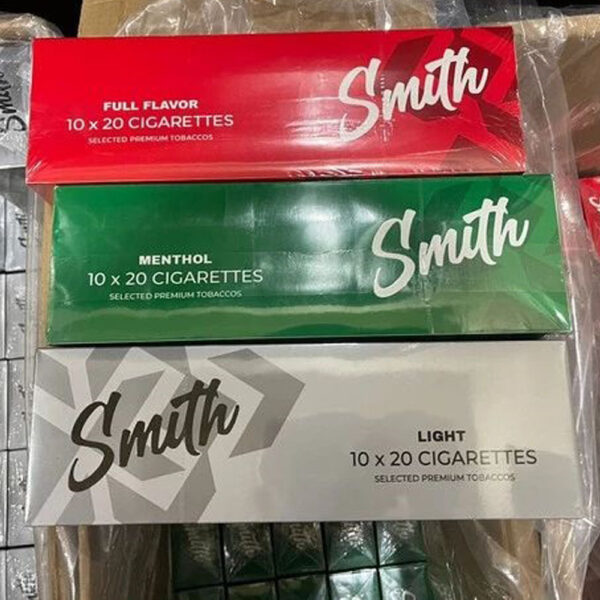 Smith
FULL FLAVOR
10 x 20 CIGARETTES
SELECTED PREMIUM TOBACCOS
Smith
MENTHOL
10 x 20 CIGARETTES
SELECTED PREMIUM TOBACCOS
Smith
LIGHT
10 x 20 CIGARETTES
SELECTED PREMIUM TOBACCOS